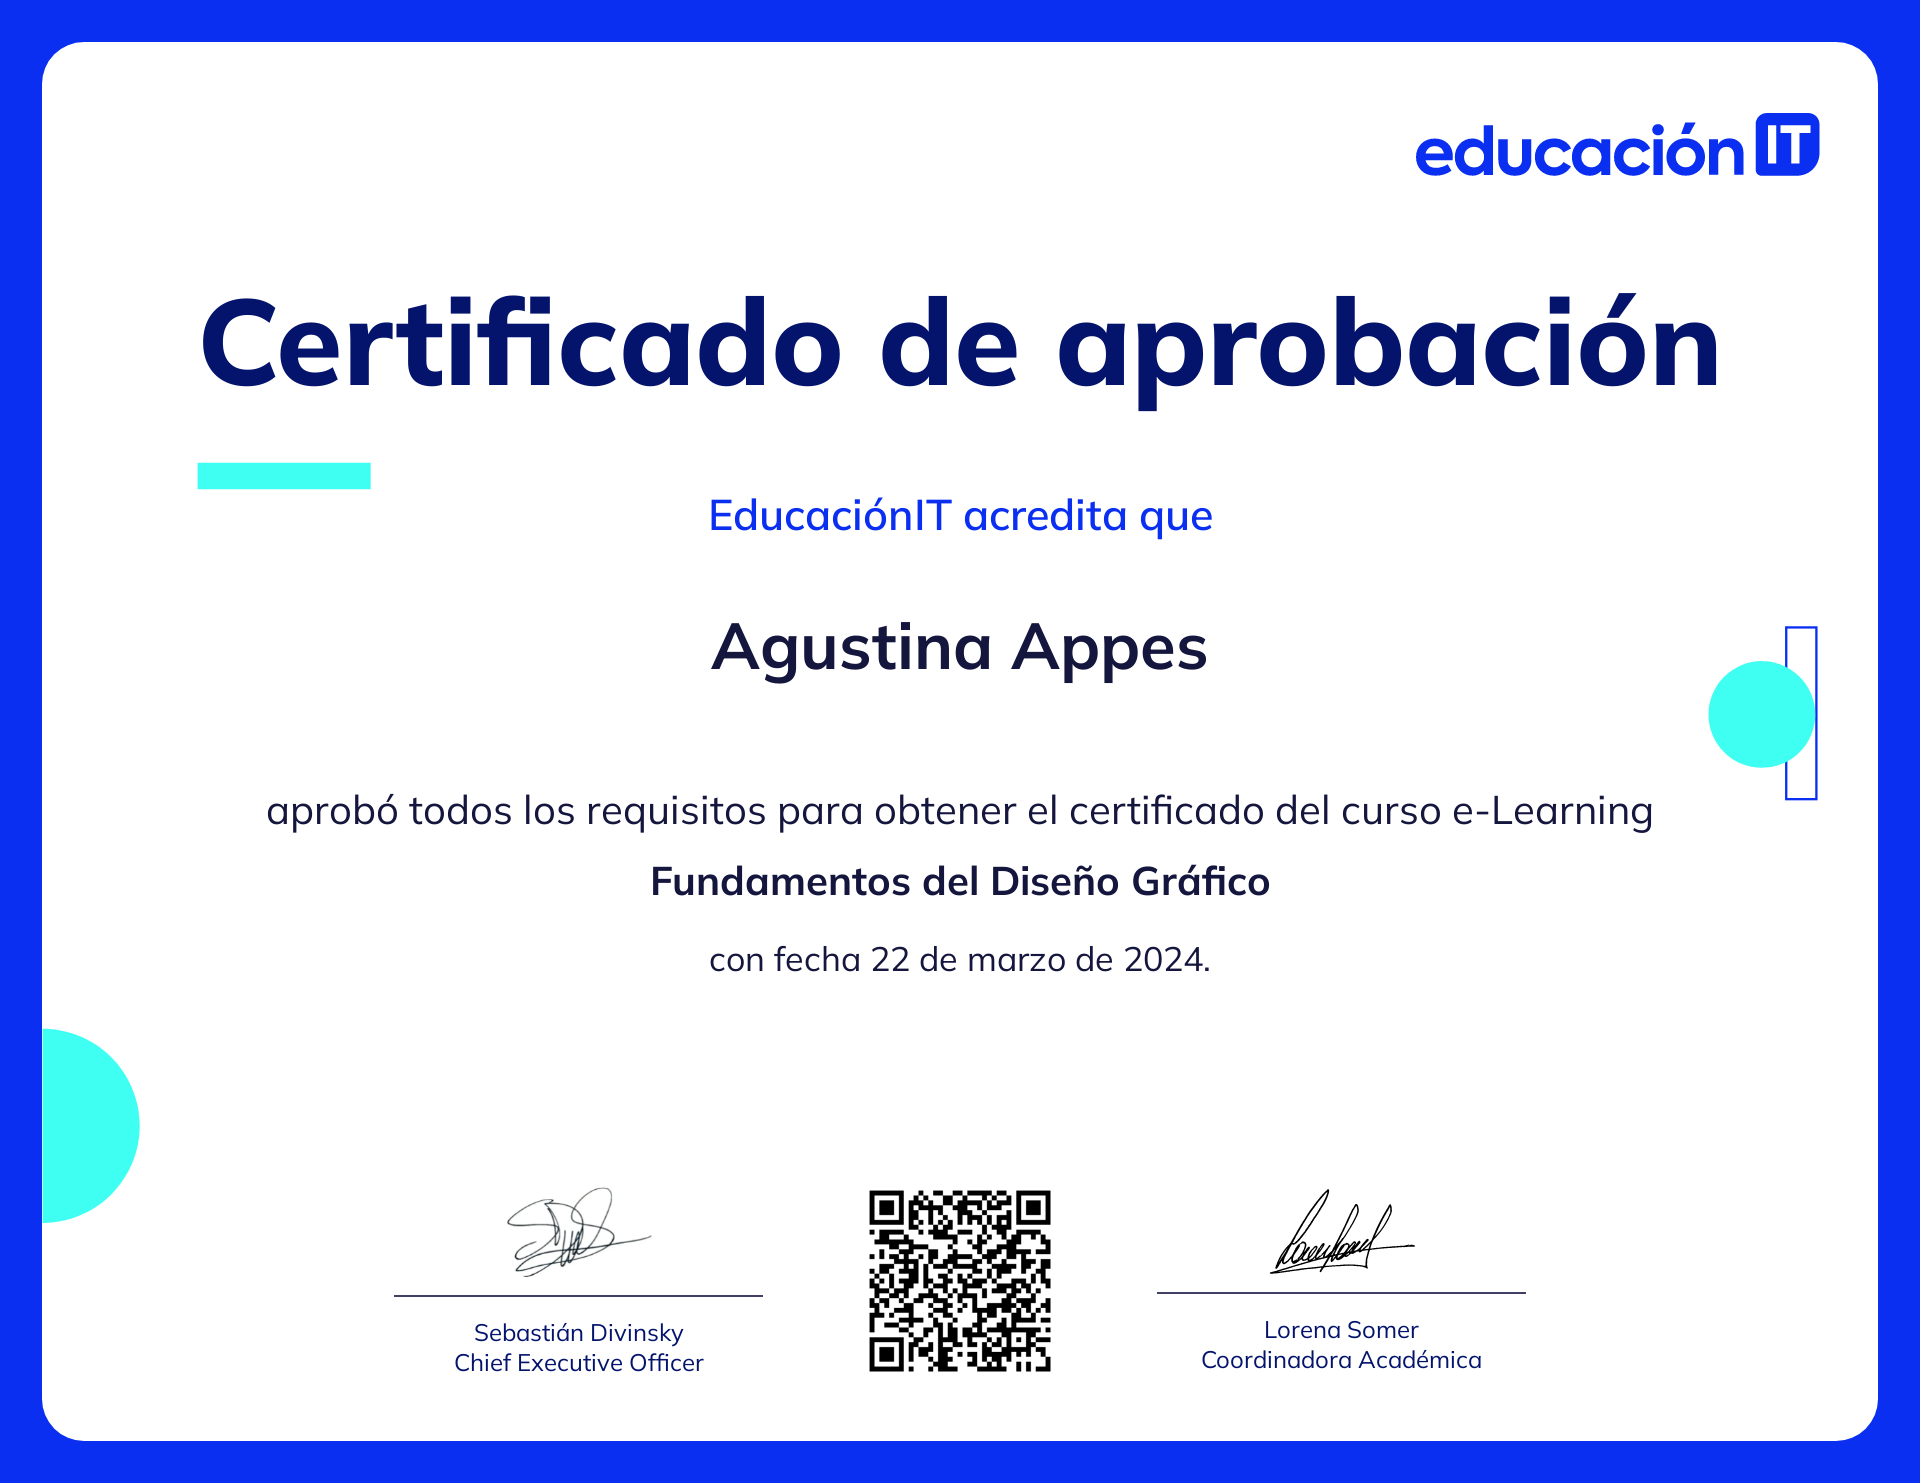 educación IT
Certificado de aprobación
EducaciónIT acredita que
Agustina Appes
aprobó todos los requisitos para obtener el certificado del curso e-Learning
Fundamentos del Diseño Gráfico
con fecha 22 de marzo de 2024.
Sebastián Divinsky
Chief Executive Officer
Lorena Somer
Coordinadora Académica